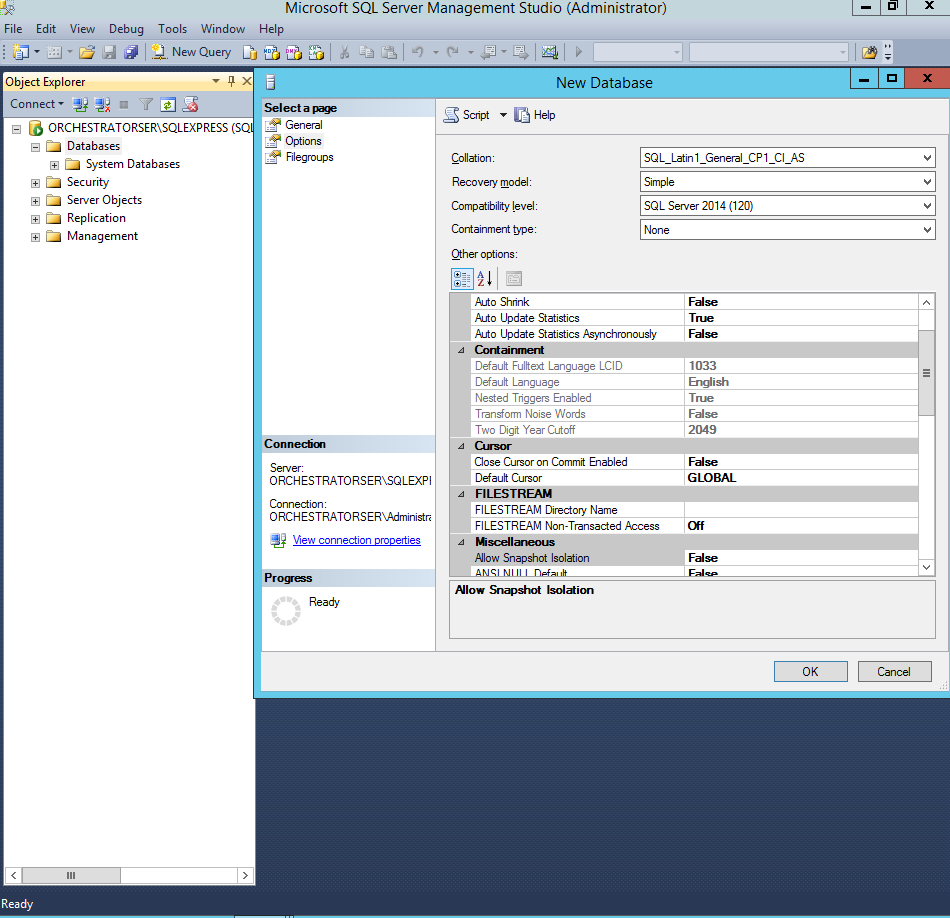 Microsoft SQL Server Management Studio (Administrator)
File Edit View Debug Tools Window Help
New Query
Object Explorer
Connect
ORCHESTRATORSER\SQLEXPRESS (SQL
Databases
System Databases
Security
Server Objects
Replication
Management
New Database
Select a page
General
Options
Filegroups
Script Help
Collation: SQL_Latin1_General_CP1_CI_AS
Recovery model: Simple
Compatibility level: SQL Server 2014 (120)
Containment type: None
Other options:
Auto Shrink False
Auto Update Statistics True
Auto Update Statistics Asynchronously False
Containment
Default Fulltext Language LCID 1033
Default Language English
Nested Triggers Enabled True
Transform Noise Words False
Two Digit Year Cutoff 2049
Cursor
Close Cursor on Commit Enabled False
Default Cursor GLOBAL
FILESTREAM
FILESTREAM Directory Name
FILESTREAM Non-Transacted Access Off
Miscellaneous
Allow Snapshot Isolation False
ANSI NULL Default False
Allow Snapshot Isolation
Connection
Server:
ORCHESTRATORSER\SQLEXPI
Connection:
ORCHESTRATORSER\Administra
View connection properties
Progress
Ready
OK Cancel
Ready